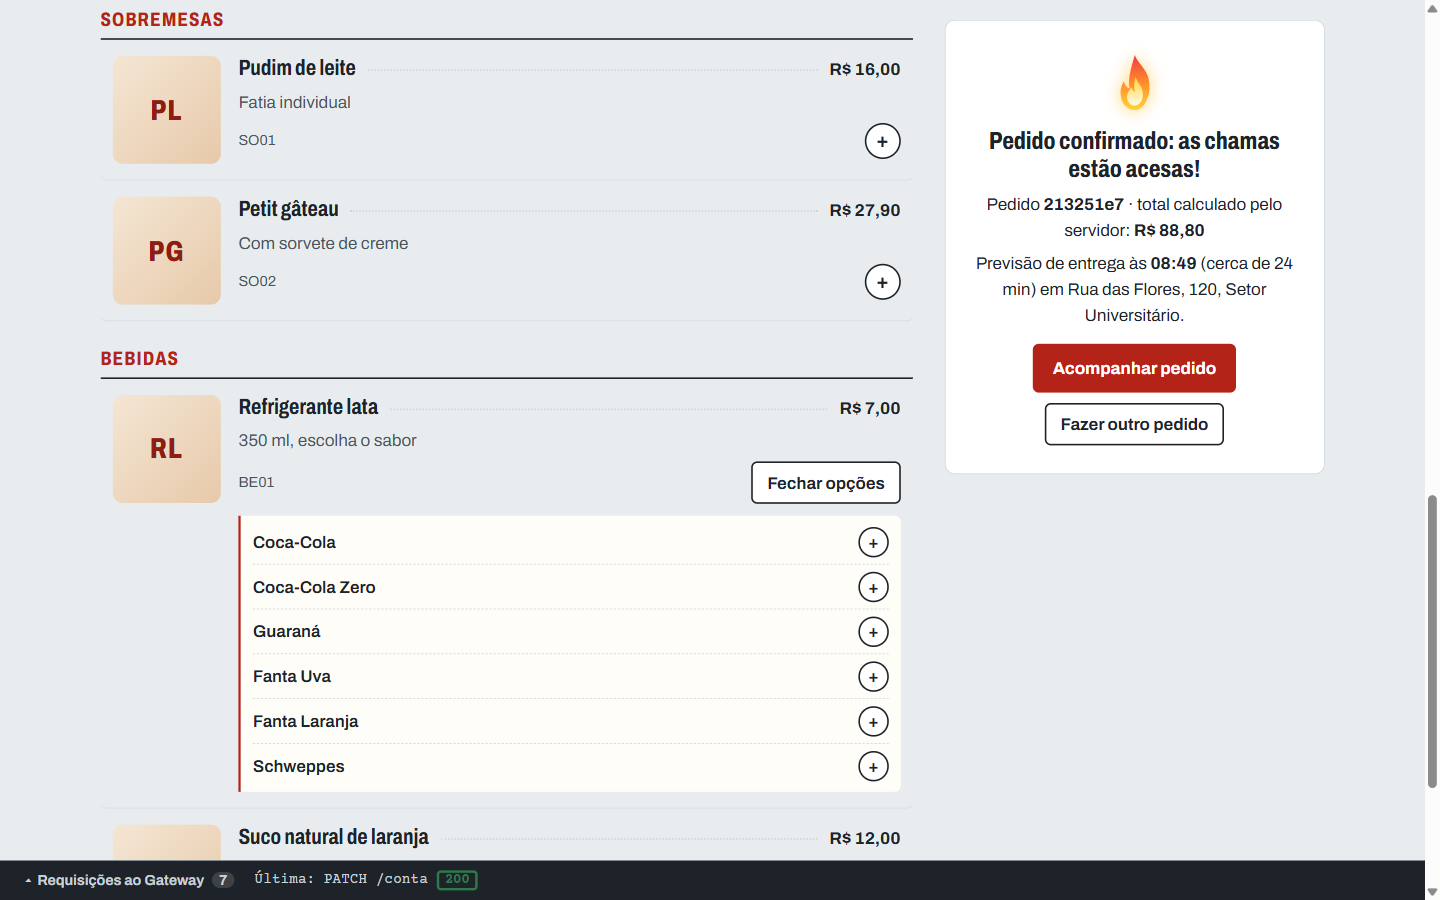 SOBREMESAS
PL
Pudim de leite R$ 16,00
Fatia individual
SO01
+
PG
Petit gâteau R$ 27,90
Com sorvete de creme
SO02
+
BEBIDAS
RL
Refrigerante lata R$ 7,00
350 ml, escolha o sabor
BE01
Fechar opções
Coca-Cola +
Coca-Cola Zero +
Guaraná +
Fanta Uva +
Fanta Laranja +
Schweppes +
Suco natural de laranja R$ 12,00
Pedido confirmado: as chamas
estão acesas!
Pedido 213251e7 · total calculado pelo
servidor: R$ 88,80
Previsão de entrega às 08:49 (cerca de 24
min) em Rua das Flores, 120, Setor
Universitário.
Acompanhar pedido
Fazer outro pedido
Requisições ao Gateway 7 Última: PATCH /conta 200